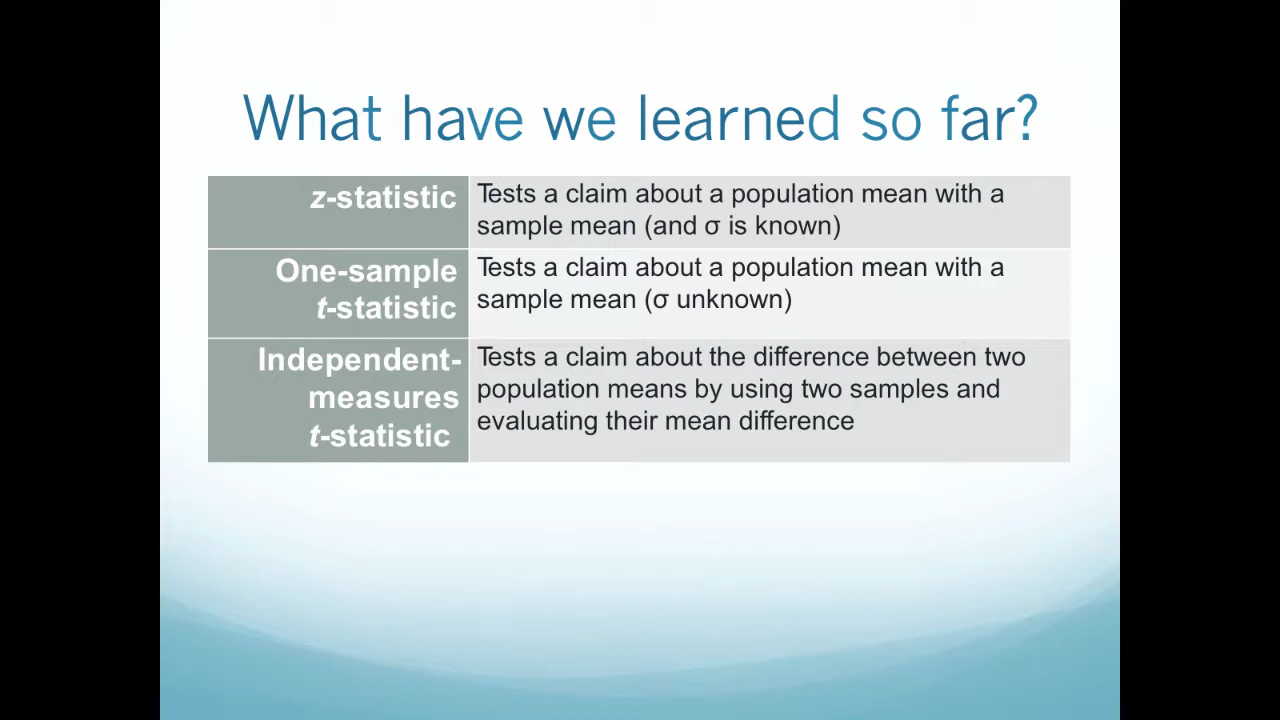 What have we learned so far?
z-statistic
Tests a claim about a population mean with a
sample mean (and σ is known)
One-sample
t-statistic
Tests a claim about a population mean with a
sample mean (σ unknown)
Independent-
measures
t-statistic
Tests a claim about the difference between two
population means by using two samples and
evaluating their mean difference